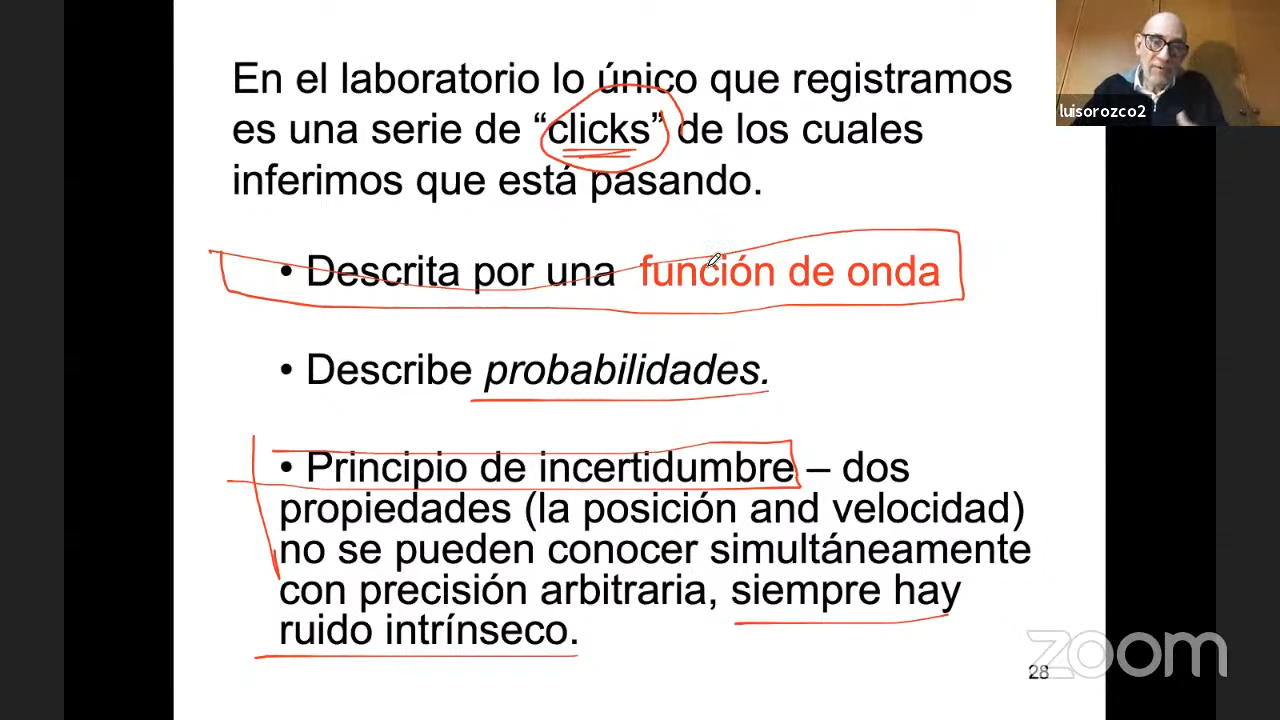 En el laboratorio lo único que registramos
es una serie de “clicks” de los cuales
inferimos que está pasando.
• Descrita por una función de onda
• Describe probabilidades.
• Principio de incertidumbre – dos
propiedades (la posición and velocidad)
no se pueden conocer simultáneamente
con precisión arbitraria, siempre hay
ruido intrínseco.
28
luisorozco2
zoom